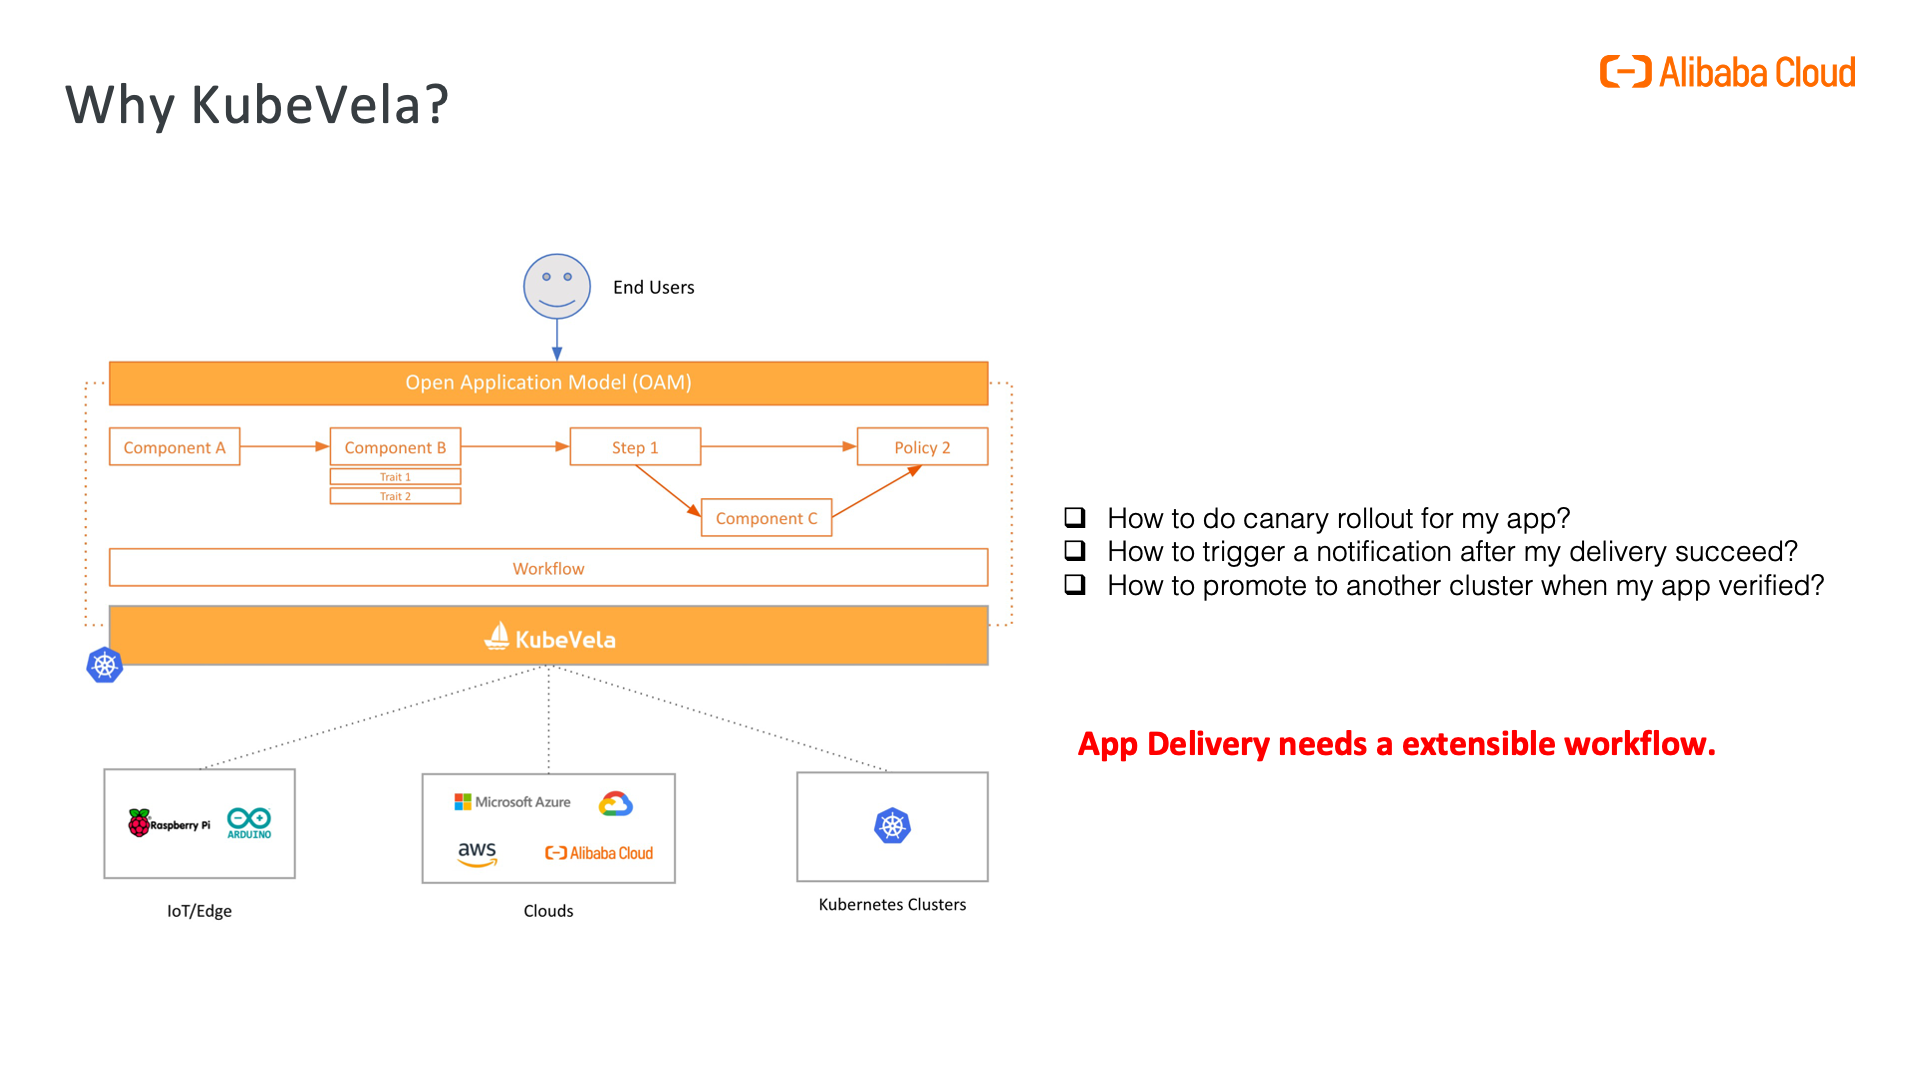 Why KubeVela?
Alibaba Cloud
End Users
Open Application Model (OAM)
Component A
Component B
Step 1
Policy 2
Trait 1
Trait 2
Component C
Workflow
KubeVela
How to do canary rollout for my app?
How to trigger a notification after my delivery succeed?
How to promote to another cluster when my app verified?
App Delivery needs a extensible workflow.
Raspberry Pi
ARDUINO
Microsoft Azure
aws
Alibaba Cloud
IoT/Edge
Clouds
Kubernetes Clusters